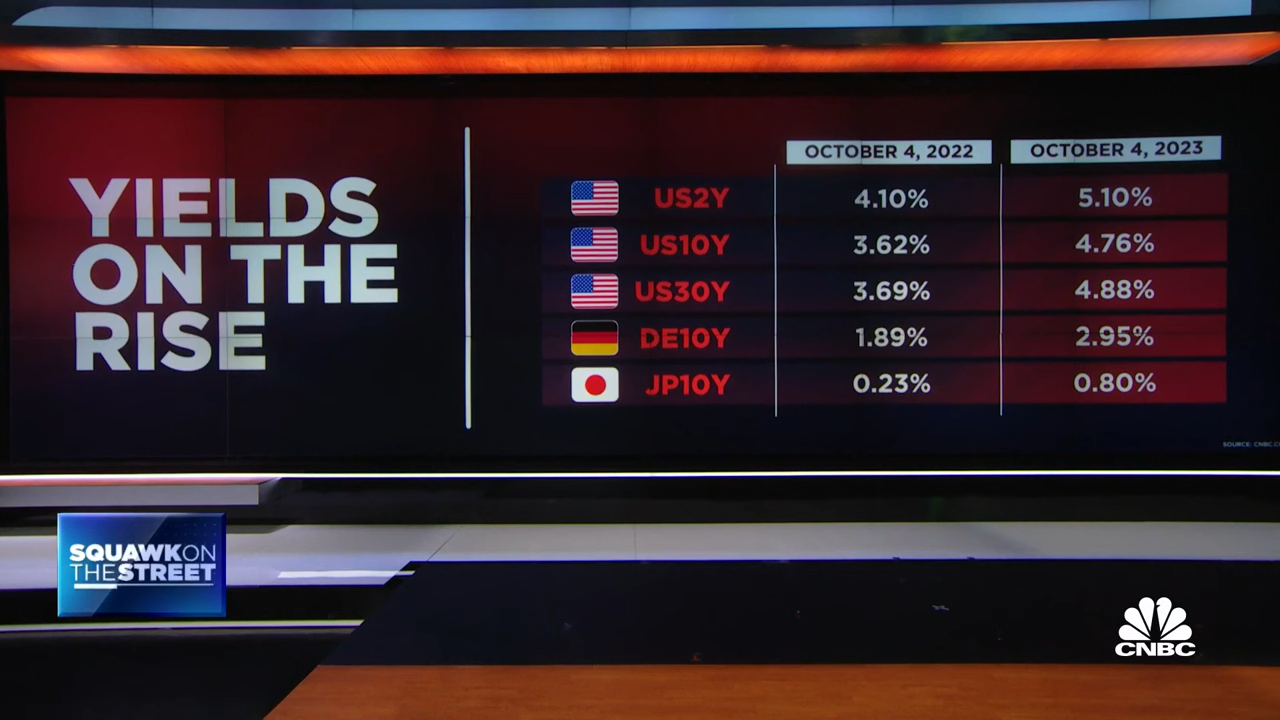 YIELDS
ON THE
RISE
OCTOBER 4, 2022 OCTOBER 4, 2023
US2Y 4.10% 5.10%
US10Y 3.62% 4.76%
US30Y 3.69% 4.88%
DE10Y 1.89% 2.95%
JP10Y 0.23% 0.80%
SOURCE: CNBC.C
SQUAWK ON
THE STREET
CNBC